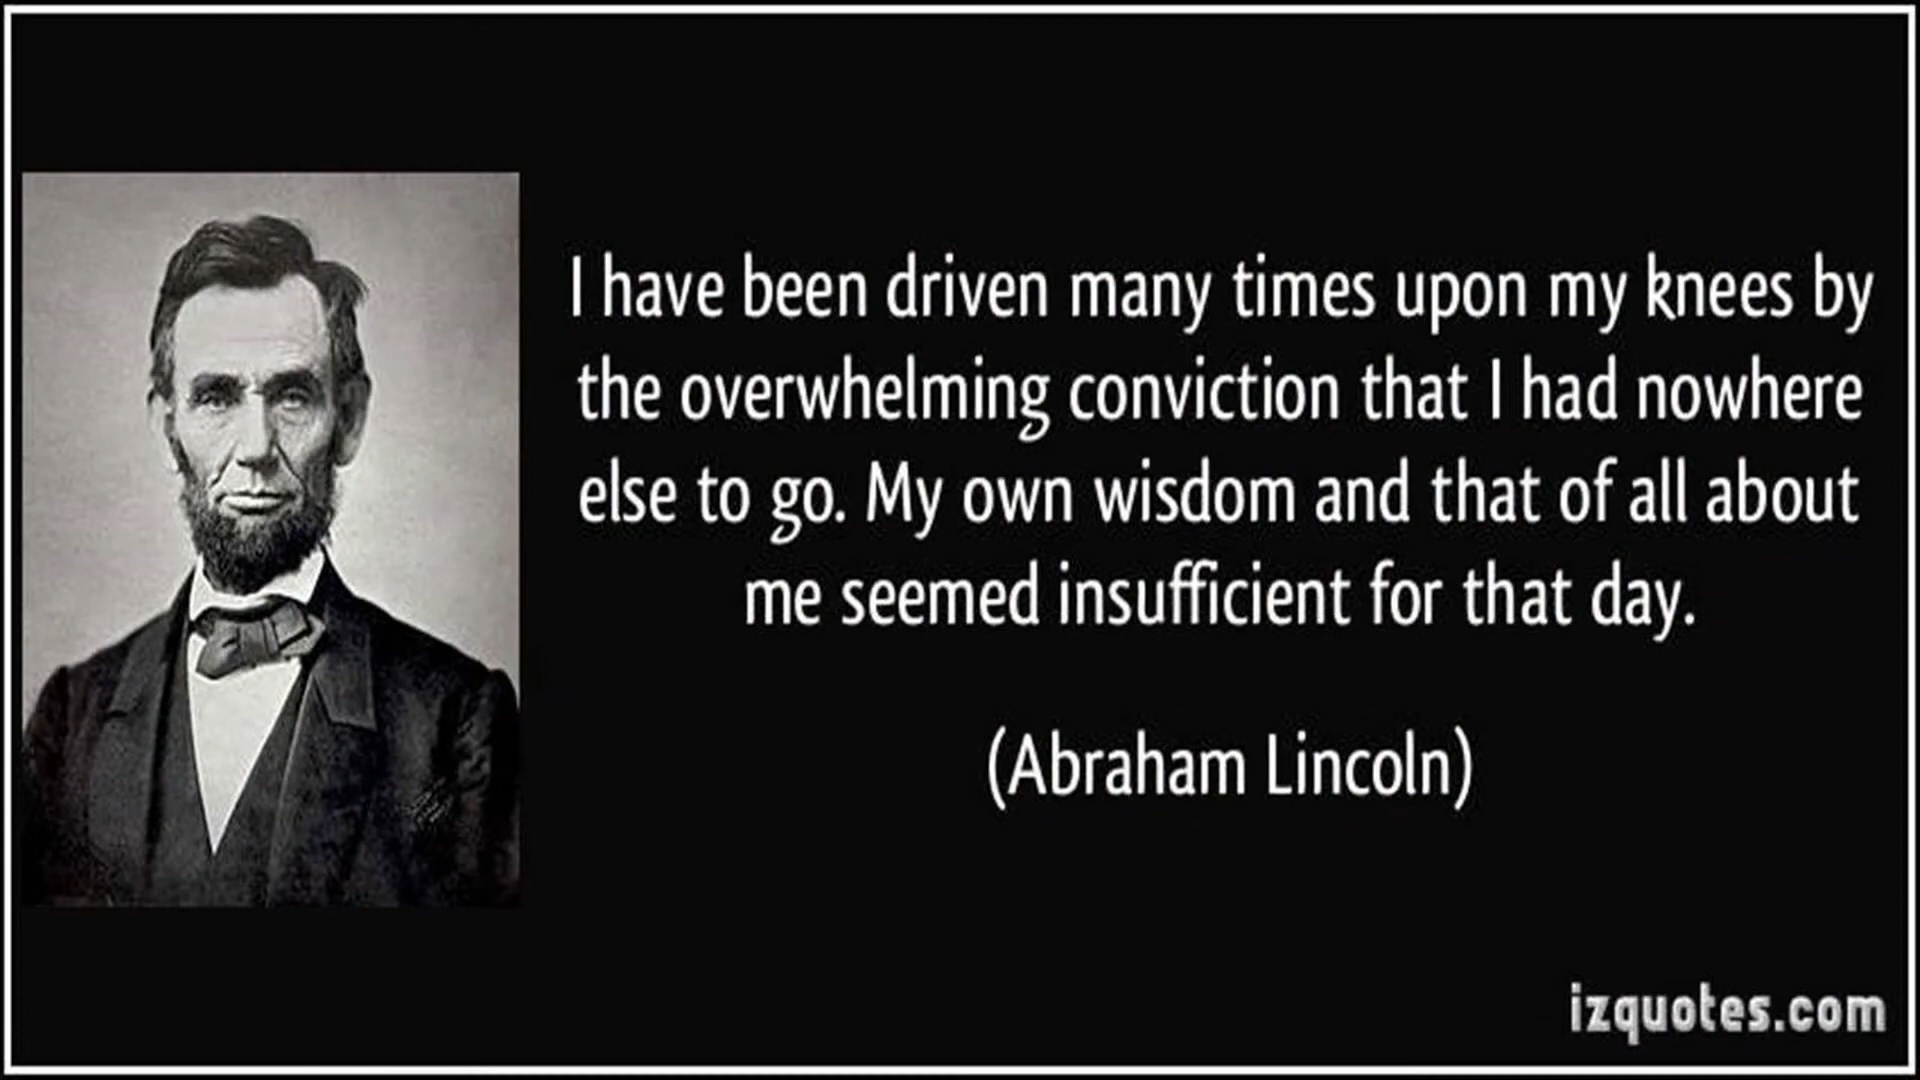 I have been driven many times upon my knees by
the overwhelming conviction that I had nowhere
else to go. My own wisdom and that of all about
me seemed insufficient for that day.
(Abraham Lincoln)
izquotes.com